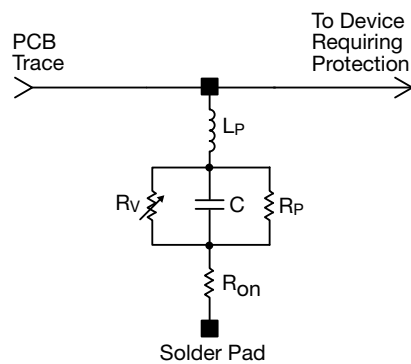 PCB
Trace
To Device
Requiring
Protection
LP
RV
C
RP
Ron
Solder Pad